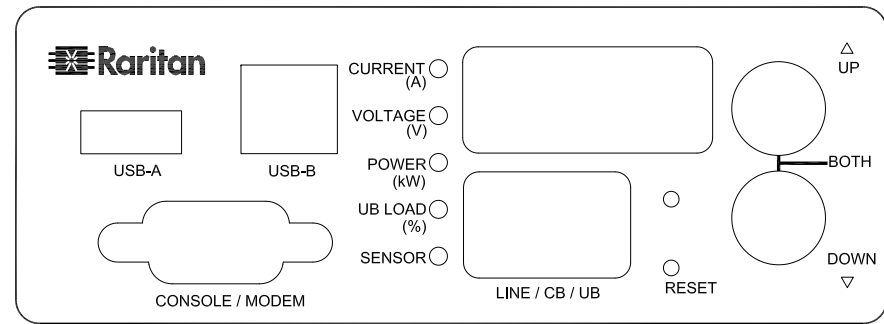 Raritan
USB-A
USB-B
CONSOLE / MODEM
CURRENT
(A)
VOLTAGE
(V)
POWER
(kW)
UB LOAD
(%)
SENSOR
LINE / CB / UB
RESET
UP
BOTH
DOWN